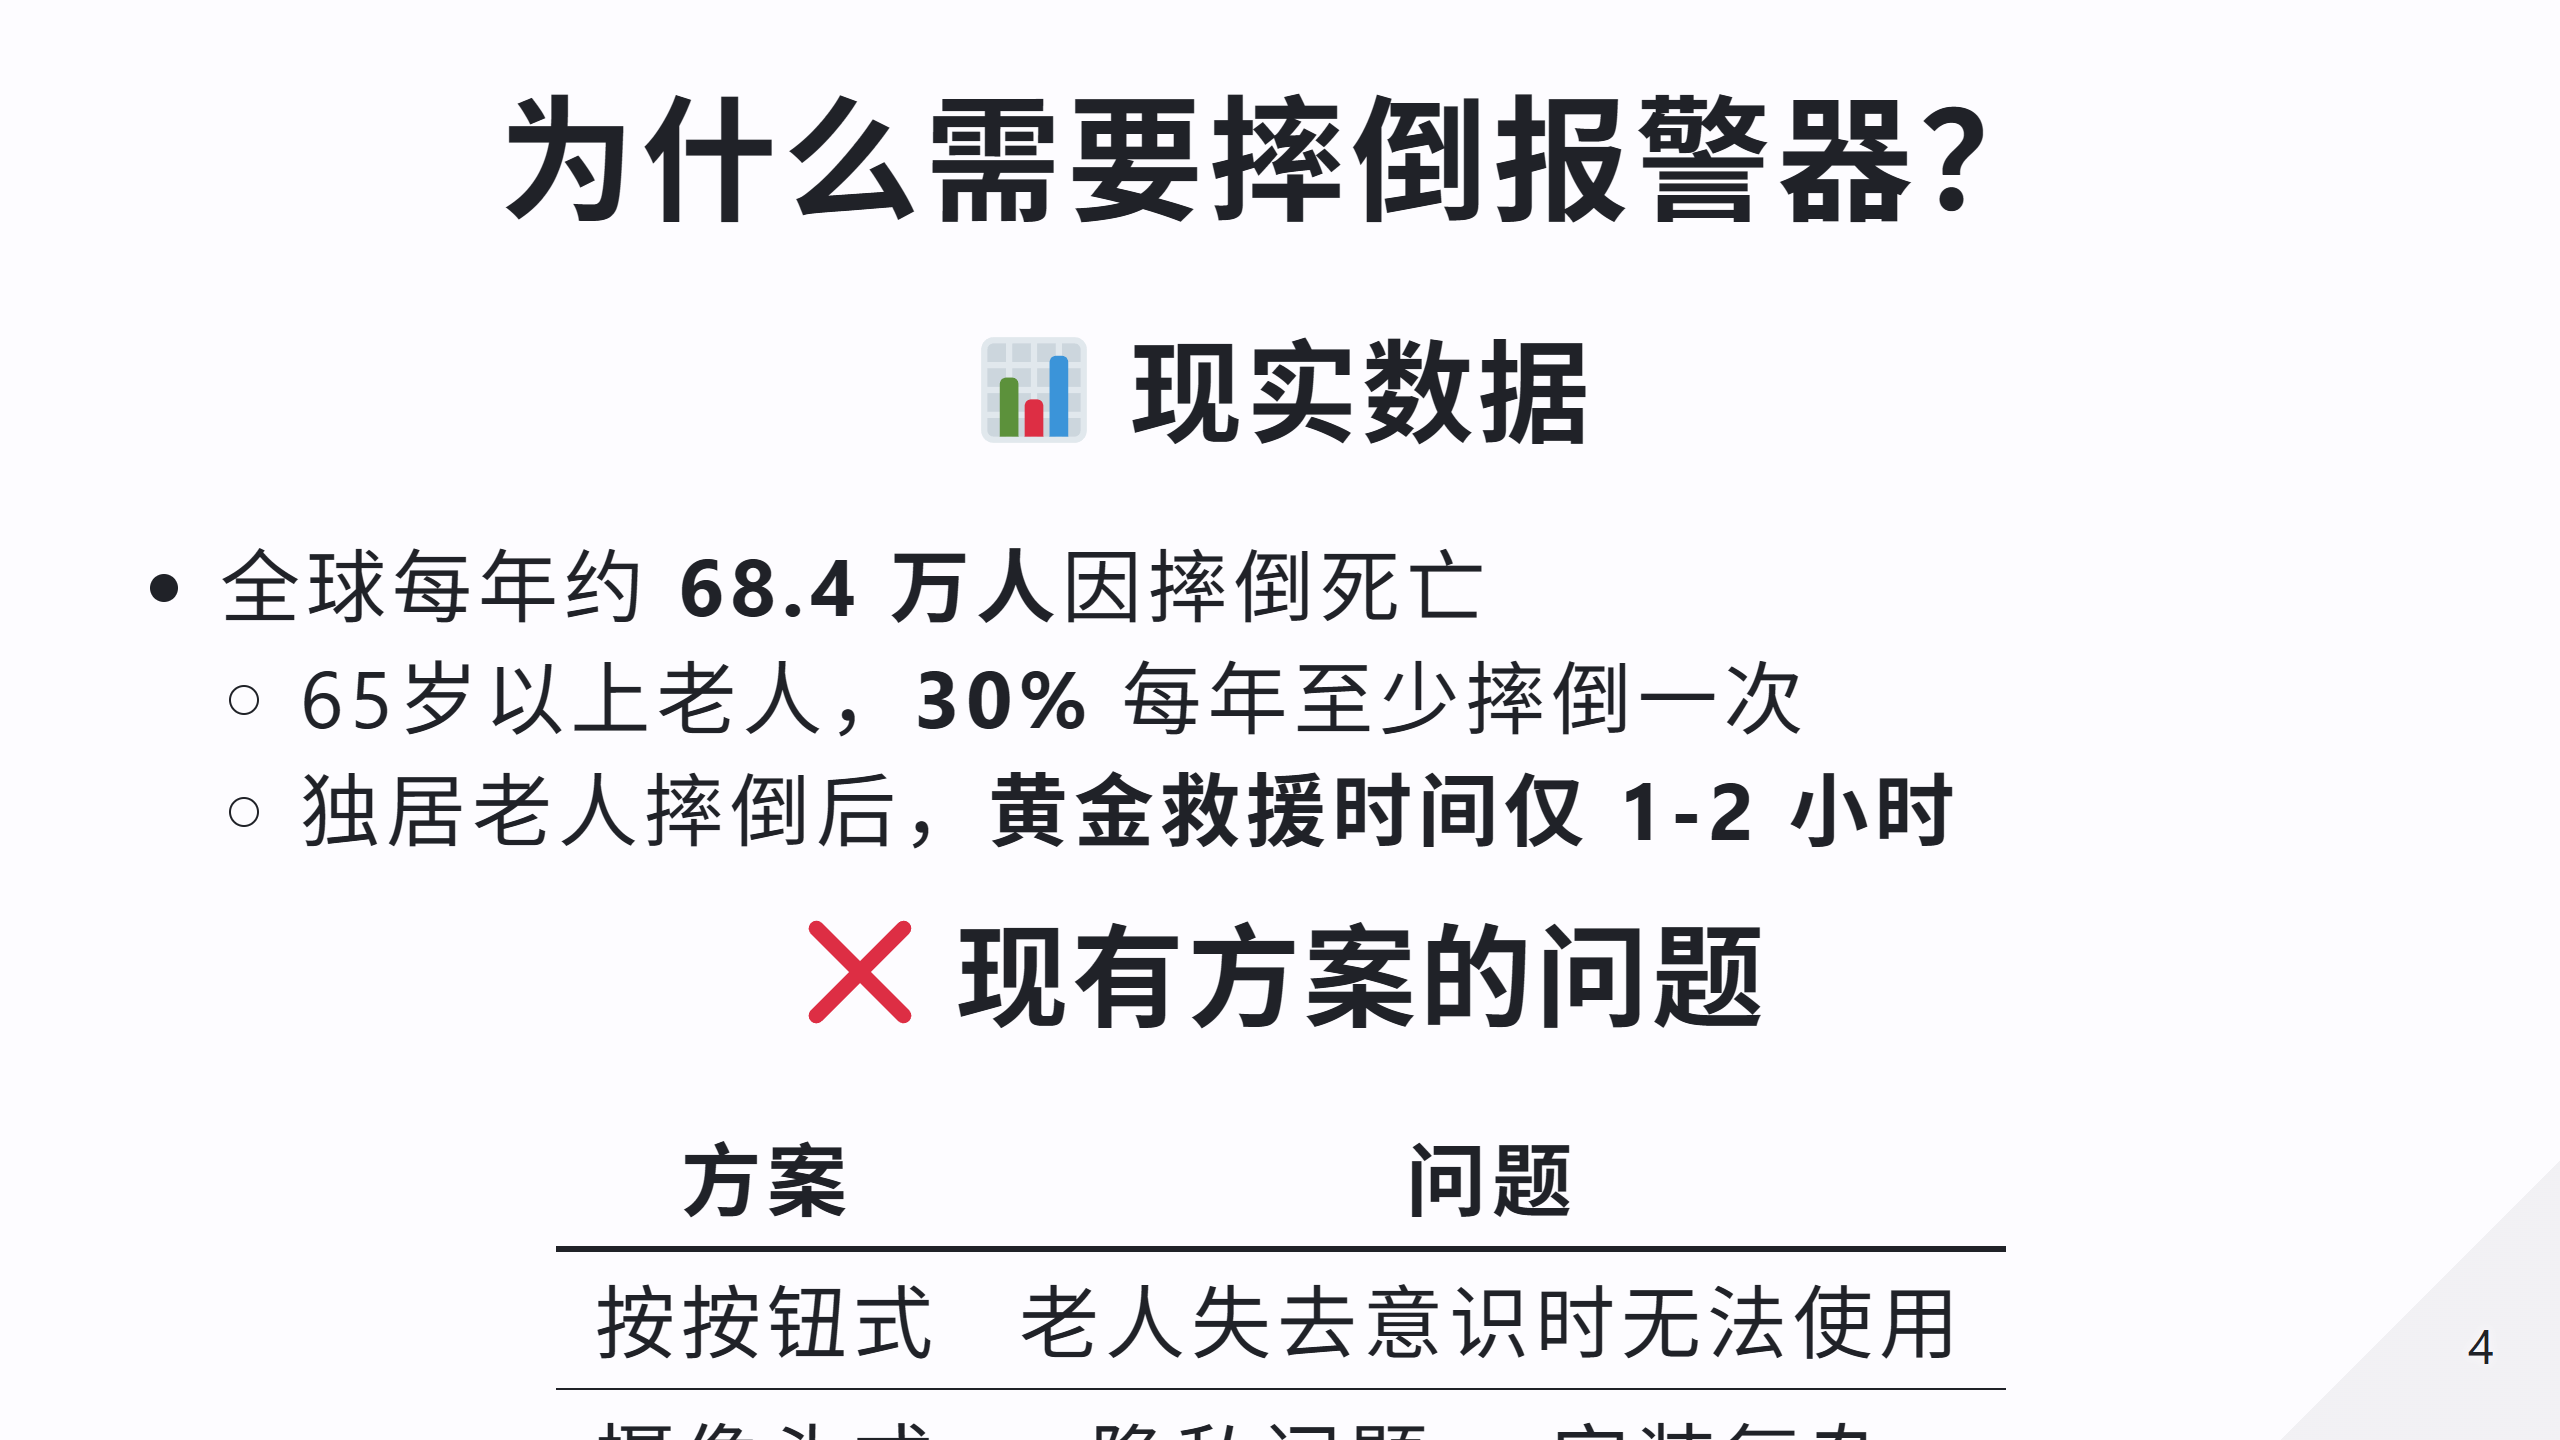 为什么需要摔倒报警器？
现实数据
全球每年约 68.4 万人因摔倒死亡
65岁以上老人，30% 每年至少摔倒一次
独居老人摔倒后，黄金救援时间仅 1-2 小时
现有方案的问题
方案 问题
按按钮式 老人失去意识时无法使用
4